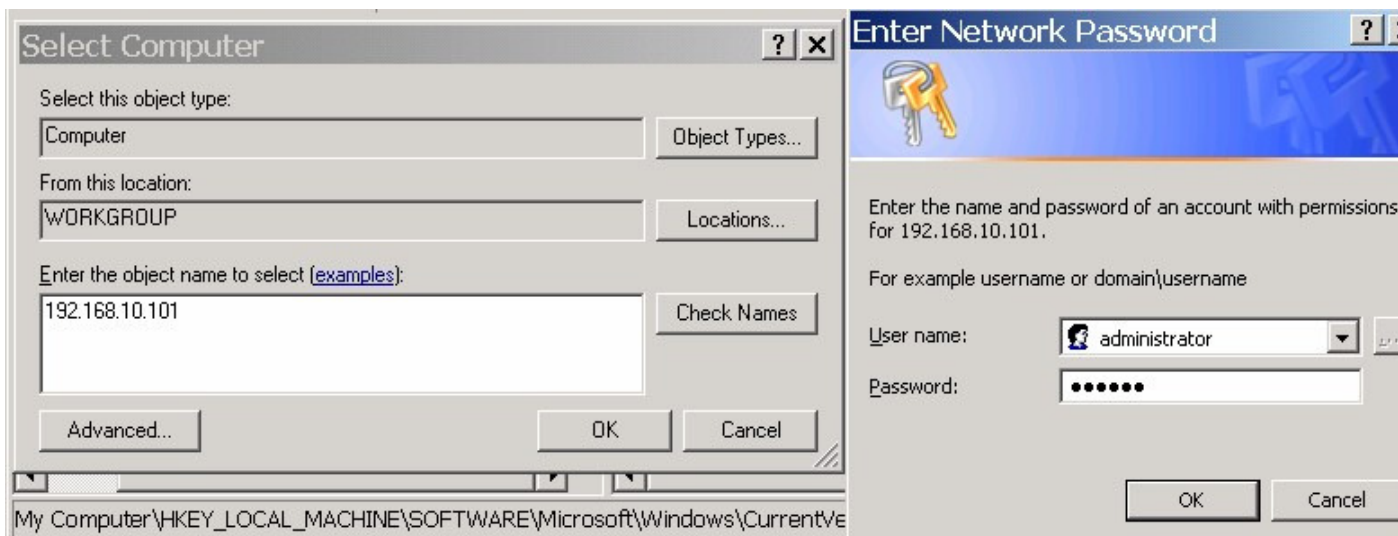 Select Computer
Select this object type:
Computer
Object Types...
From this location:
WORKGROUP
Locations...
Enter the object name to select (examples):
192.168.10.101
Check Names
Advanced...
OK
Cancel
My Computer\HKEY_LOCAL_MACHINE\SOFTWARE\Microsoft\Windows\CurrentVe
Enter Network Password
Enter the name and password of an account with permissions
for 192.168.10.101.
For example username or domain\username
User name:
administrator
Password:
••••••
OK
Cancel